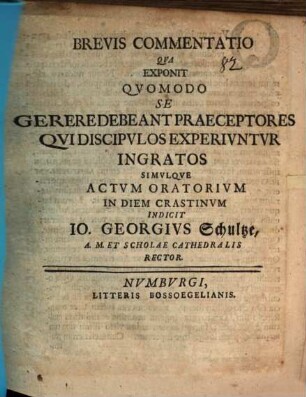 BREVIS COMMENTATIO
QVA
EXPONIT
82
QVOMODO
SE
GERERE DEBEANT PRAECEPTORES
QVI DISCIPVLOS EXPERIVNTVR
INGRATOS
SIMVLQVE
ACTVM ORATORIVM
IN DIEM CRASTINVM
INDICIT
IO. GEORGIVS Schultze,
A. M. ET SCHOLAE CATHEDRALIS
RECTOR.
NVMBVRGI,
LITTERIS BOSSOEGELIANIS.